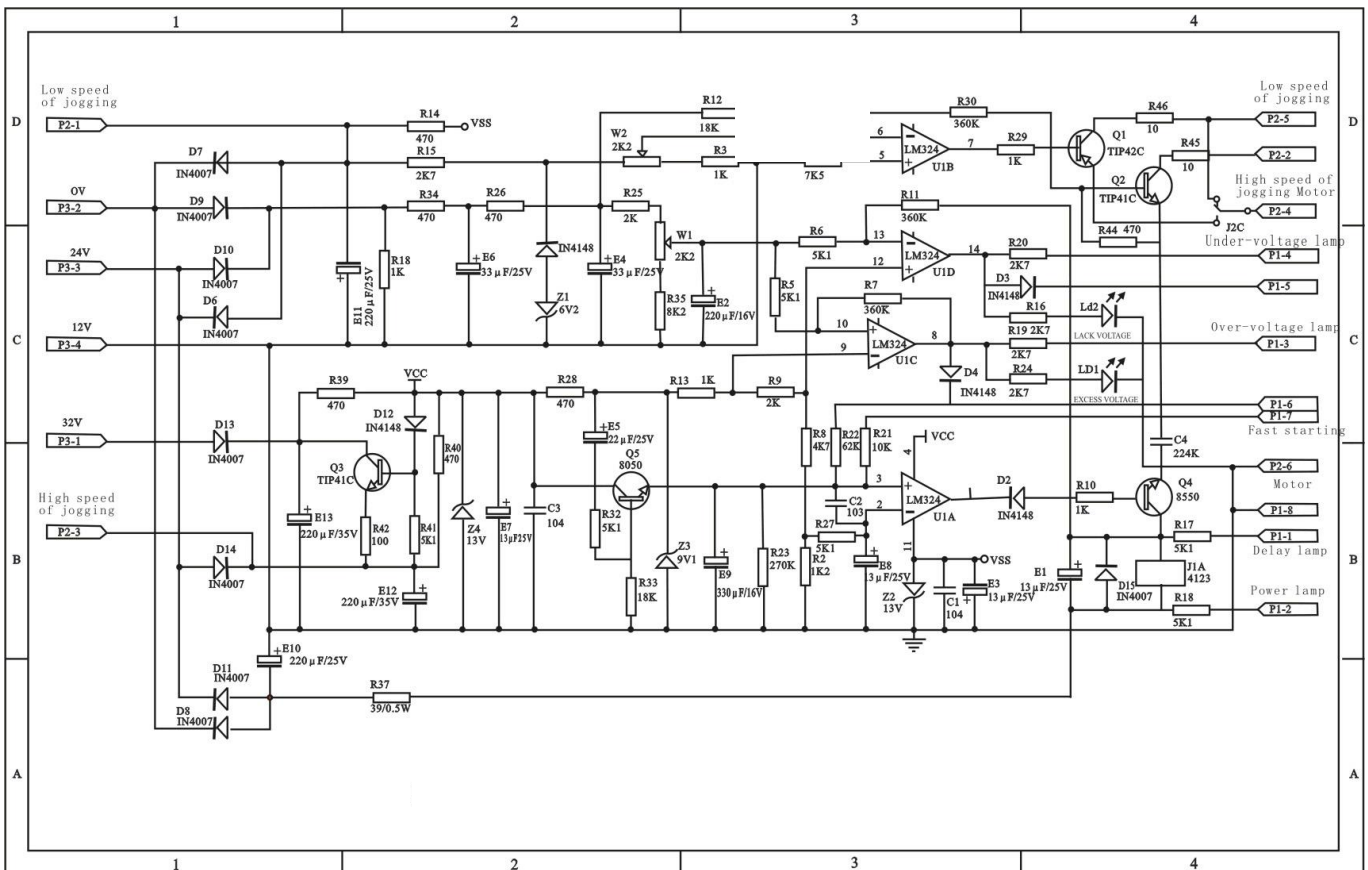 1 2 3 4
Low speed
of jogging
P2-1
R14
470
VSS
R12
18K
R30
360K
R46
10
Low speed
of jogging
P2-5
D D
D7
IN4007
R15
2K7
W2
2K2
R3
1K
7K5
6
5
LM324
U1B
7
R29
1K
Q1
TIP42C
R45
10
P2-2
0V
P3-2
D9
IN4007
R34
470
R26
470
R25
2K
R11
360K
Q2
TIP41C
High speed of
jogging Motor
P2-4
J2C
R44 470
24V
P3-3
D10
IN4007
R18
1K
E6
33μF/25V
IN4148
E4
33μF/25V
W1
2K2
R6
5K1
13
12
LM324
U1D
14
R20
2K7
Under-voltage lamp
P1-4
D3
IN4148
P1-5
D6
IN4007
E11
220μF/25V
Z1
6V2
R35
8K2
E2
220μF/16V
R5
5K1
R7
360K
R16
R19 2K7
Ld2
LACK VOLTAGE
12V
P3-4
C C
10
9
LM324
U1C
8
2K7
Over-voltage lamp
P1-3
R24
2K7
LD1
EXCESS VOLTAGE
D4
IN4148
R39
470
VCC
R28
470
R13 1K
R9
2K
P1-6
P1-7
Fast starting
32V
P3-1
D13
IN4007
D12
IN4148
R40
470
E5
22μF/25V
R8
4K7
R22
62K
R21
10K
VCC
4
C4
224K
Q3
TIP41C
Q5
8050
P2-6
Motor
High speed
of jogging
P2-3
E13
220μF/35V
R42
100
R41
5K1
Z4
13V
E7
13μF25V
C3
104
R32
5K1
C2
103
3
2
LM324
U1A
11
D2
IN4148
R10
1K
Q4
8550
P1-8
R17
5K1
P1-1
Delay lamp
B B
D14
IN4007
E12
220μF/35V
R33
18K
Z3
9V1
E9
330μF/16V
R23
270K
R27
5K1
R2
1K2
E8
13μF/25V
Z2
13V
C1
104
VSS
E3
13μF/25V
E1
13μF/25V
D15
IN4007
J1A
4123
R18
5K1
Power lamp
P1-2
E10
220μF/25V
D11
IN4007
R37
39/0.5W
D8
IN4007
A A
1 2 3 4